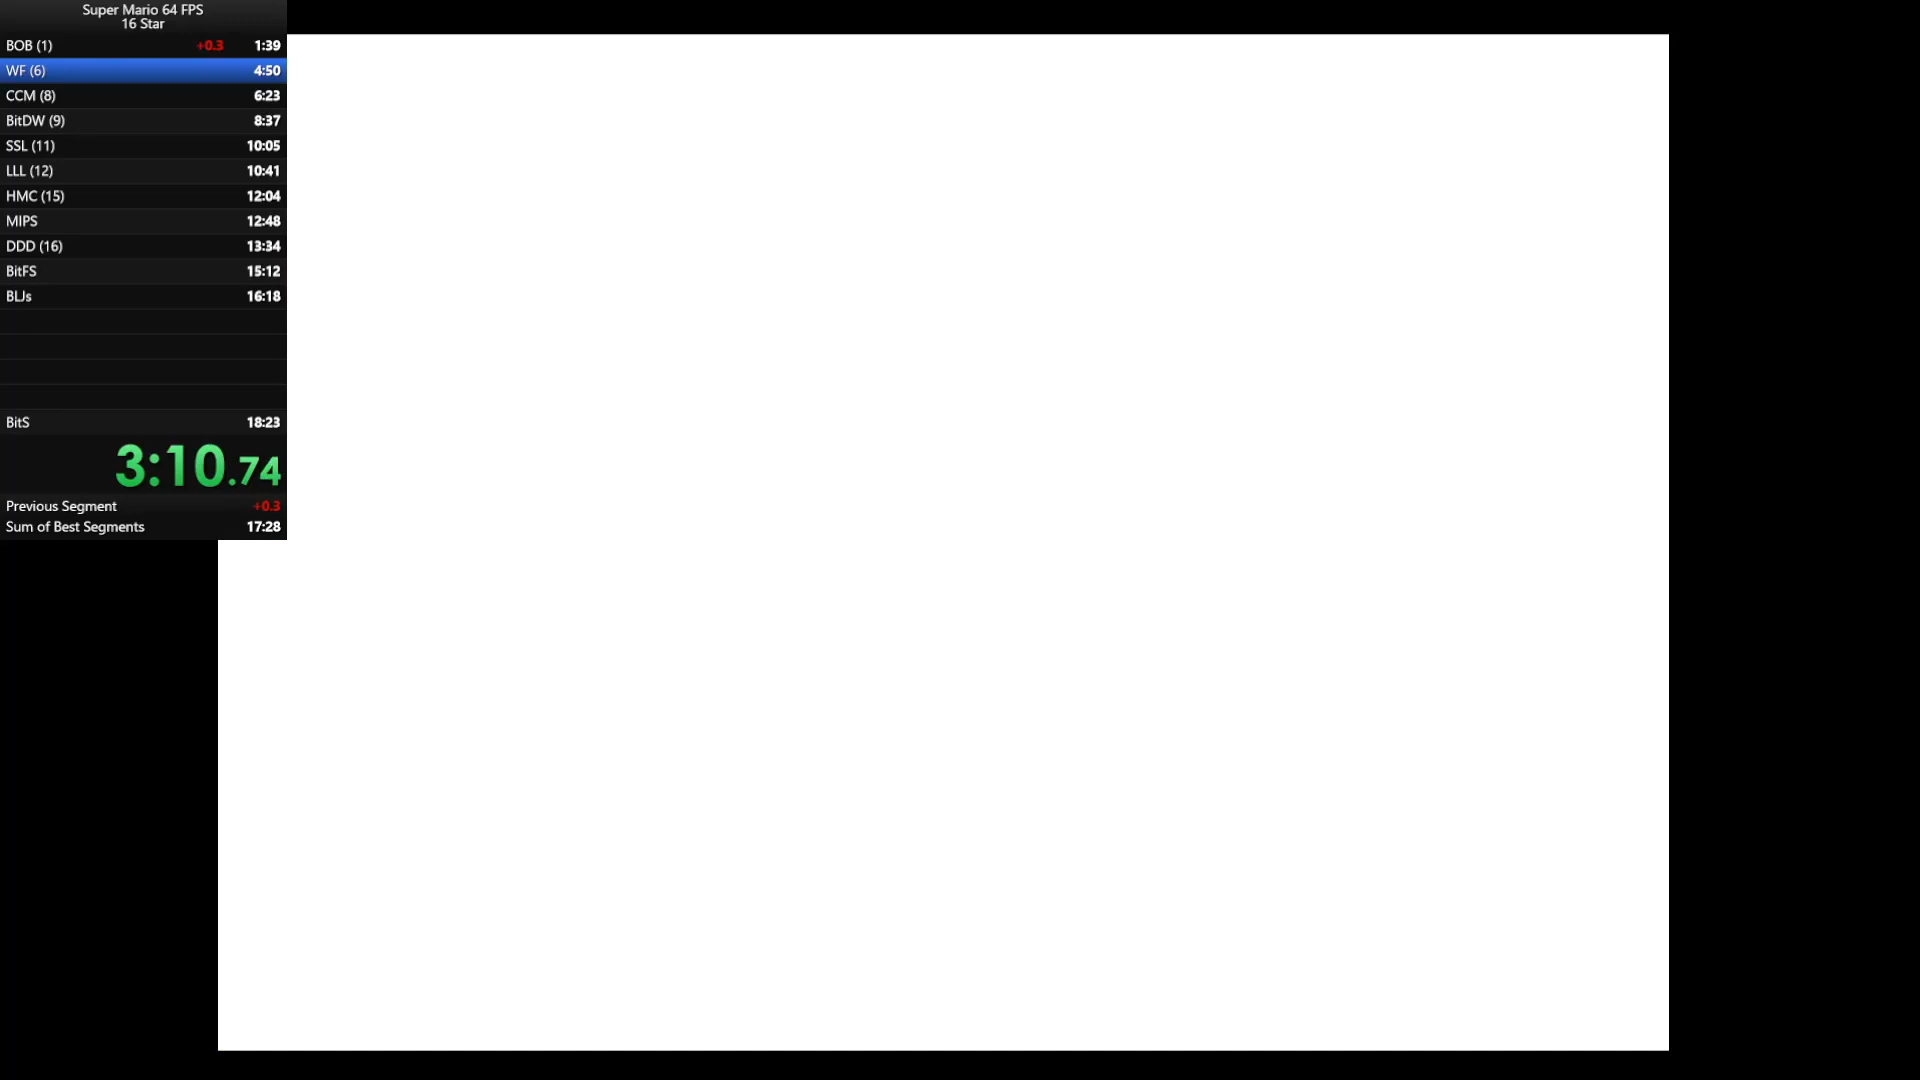 Super Mario 64 FPS
16 Star
BOB (1) +0.3 1:39
WF (6) 4:50
CCM (8) 6:23
BitDW (9) 8:37
SSL (11) 10:05
LLL (12) 10:41
HMC (15) 12:04
MIPS 12:48
DDD (16) 13:34
BitFS 15:12
BLJs 16:18
BitS 18:23
3:10.74
Previous Segment +0.3
Sum of Best Segments 17:28